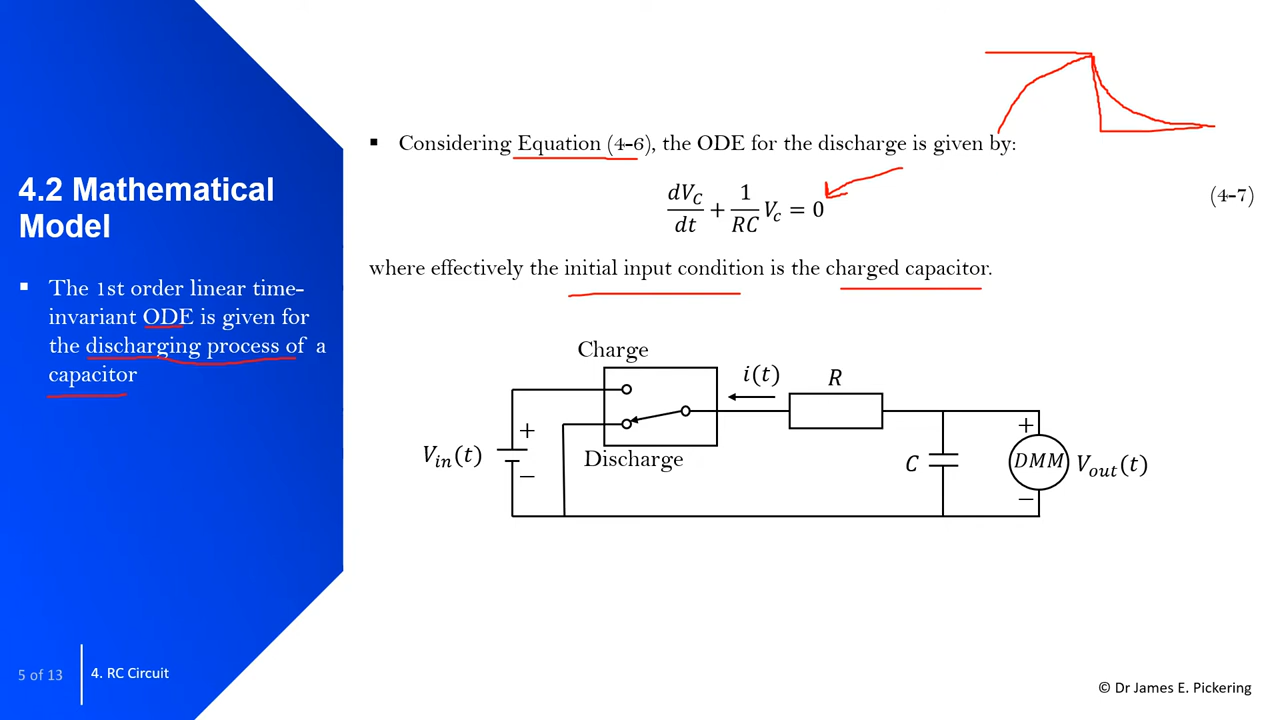 4.2 Mathematical
Model
▪ The 1st order linear time-
invariant ODE is given for
the discharging process of a
capacitor
▪ Considering Equation (4-6), the ODE for the discharge is given by:
dV_C/dt + 1/RC V_c = 0 (4-7)
where effectively the initial input condition is the charged capacitor.
Charge
i(t)
R
V_in(t)
+
−
Discharge
C
+
DMM
−
V_out(t)
5 of 13
4. RC Circuit
© Dr James E. Pickering